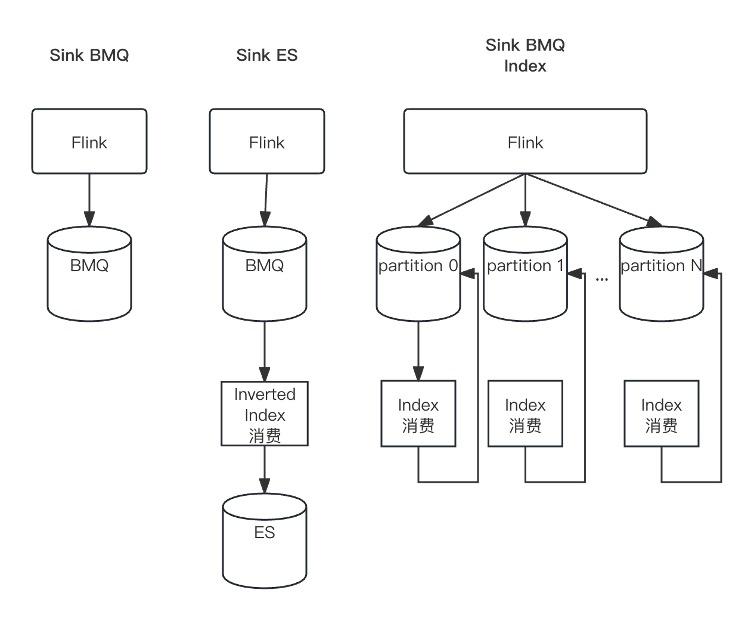 Sink BMQ
Sink ES
Sink BMQ
Index
Flink
Flink
Flink
BMQ
BMQ
partition 0
partition 1
...
partition N
Inverted
Index
消费
Index
消费
Index
消费
Index
消费
ES